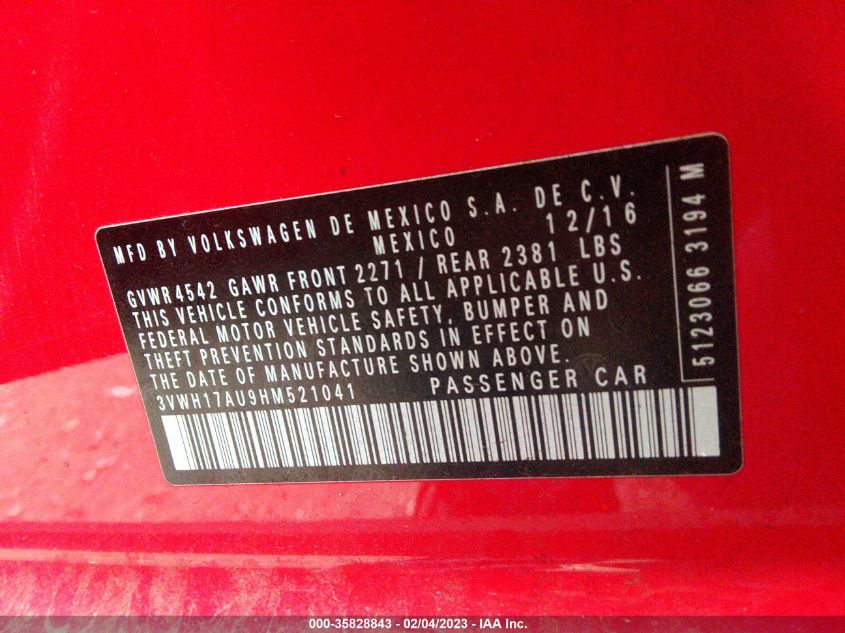 MFD BY VOLKSWAGEN DE MEXICO S.A. DE C.V.
MEXICO 12/16
GVWR4542 GAWR FRONT 2271 / REAR 2381 LBS
THIS VEHICLE CONFORMS TO ALL APPLICABLE U.S.
FEDERAL MOTOR VEHICLE SAFETY, BUMPER AND
THEFT PREVENTION STANDARDS IN EFFECT ON
THE DATE OF MANUFACTURE SHOWN ABOVE.
3VWH17AU9HM521041 PASSENGER CAR
5123066 3194 M
000-35828843 - 02/04/2023 - IAA Inc.